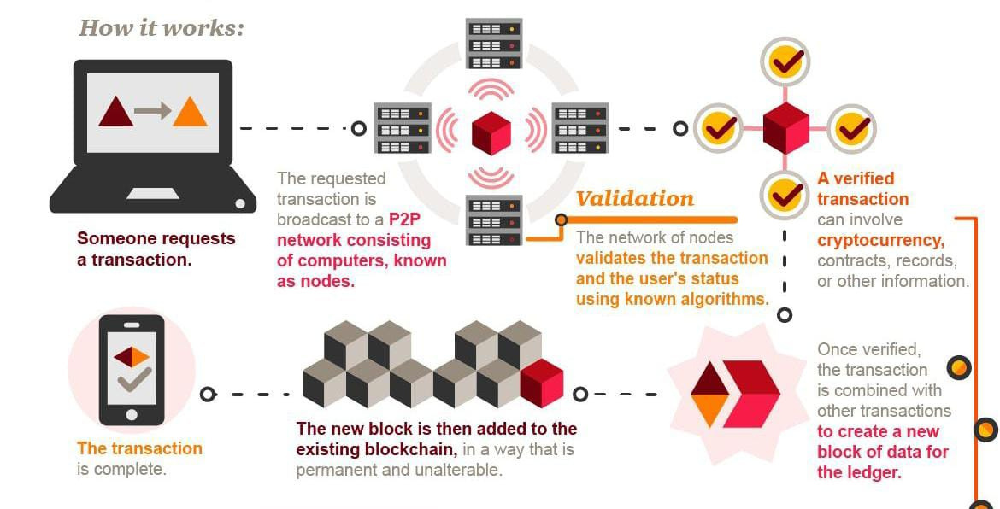 How it works:
Someone requests
a transaction.
The requested
transaction is
broadcast to a P2P
network consisting
of computers, known
as nodes.
Validation
The network of nodes
validates the transaction
and the user's status
using known algorithms.
A verified
transaction
can involve
cryptocurrency,
contracts, records,
or other information.
Once verified,
the transaction
is combined with
other transactions
to create a new
block of data for
the ledger.
The new block is then added to the
existing blockchain, in a way that is
permanent and unalterable.
The transaction
is complete.